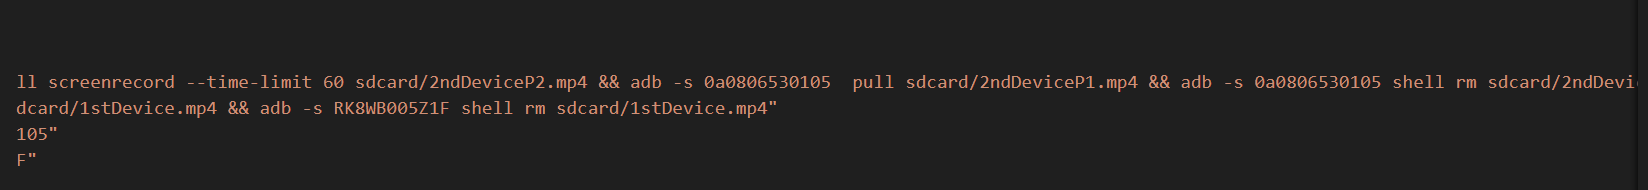 ll screenrecord --time-limit 60 sdcard/2ndDeviceP2.mp4 && adb -s 0a0806530105  pull sdcard/2ndDeviceP1.mp4 && adb -s 0a0806530105 shell rm sdcard/2ndDevic
dcard/1stDevice.mp4 && adb -s RK8WB005Z1F shell rm sdcard/1stDevice.mp4"
105"
F"